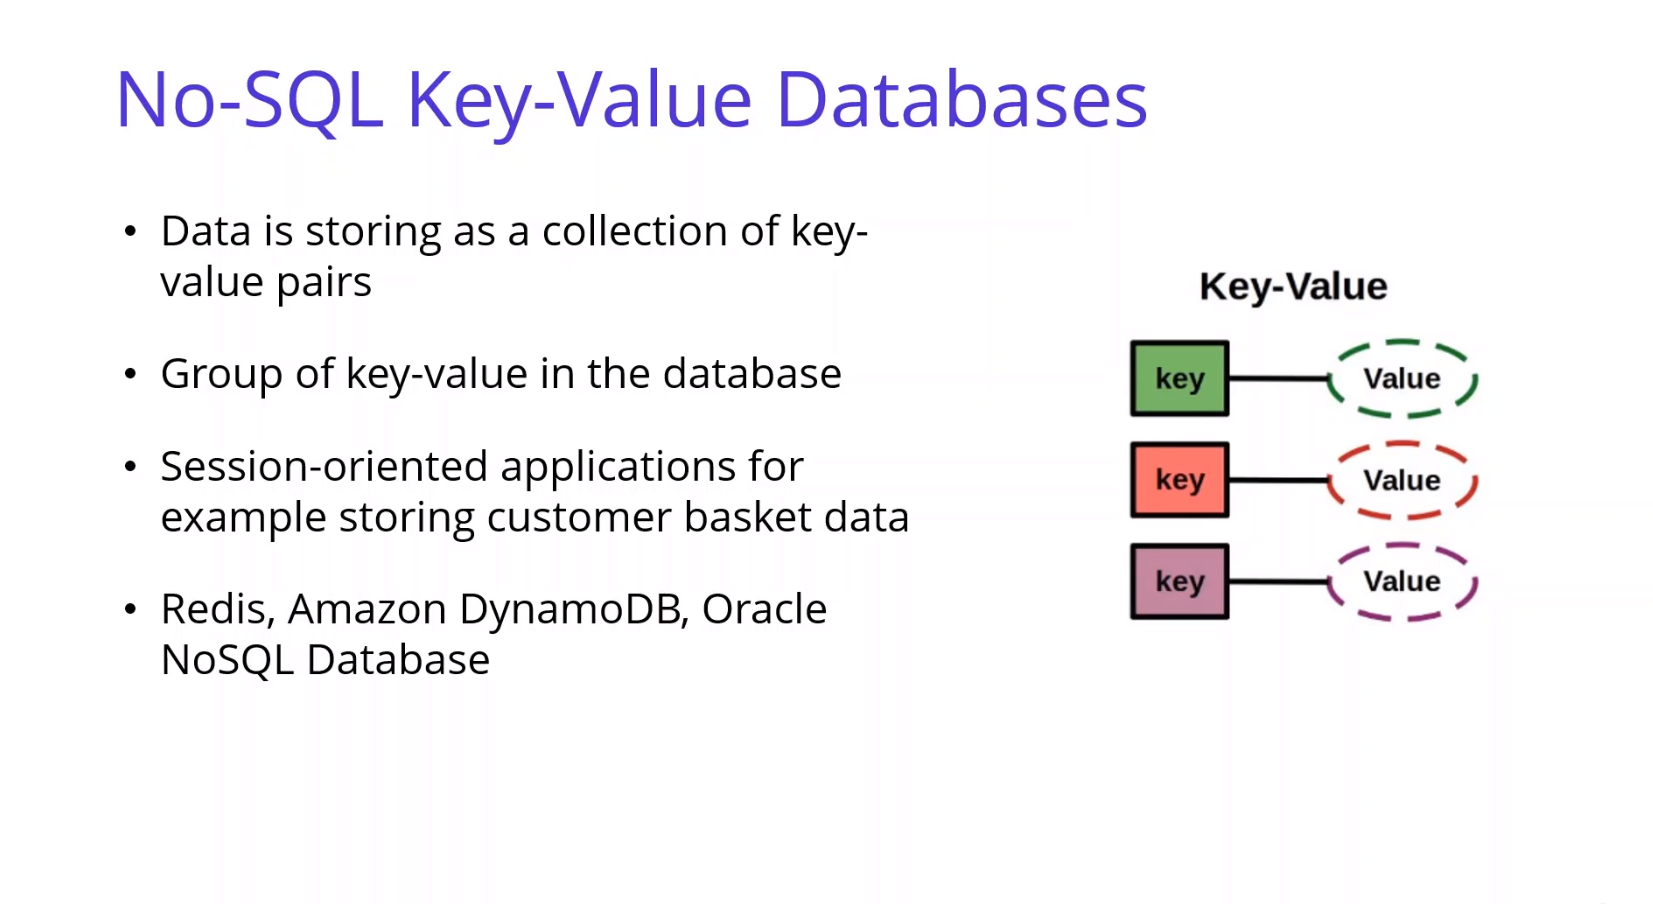 No-SQL Key-Value Databases
• Data is storing as a collection of key-
value pairs
• Group of key-value in the database
• Session-oriented applications for
example storing customer basket data
• Redis, Amazon DynamoDB, Oracle
NoSQL Database
Key-Value
key Value
key Value
key Value